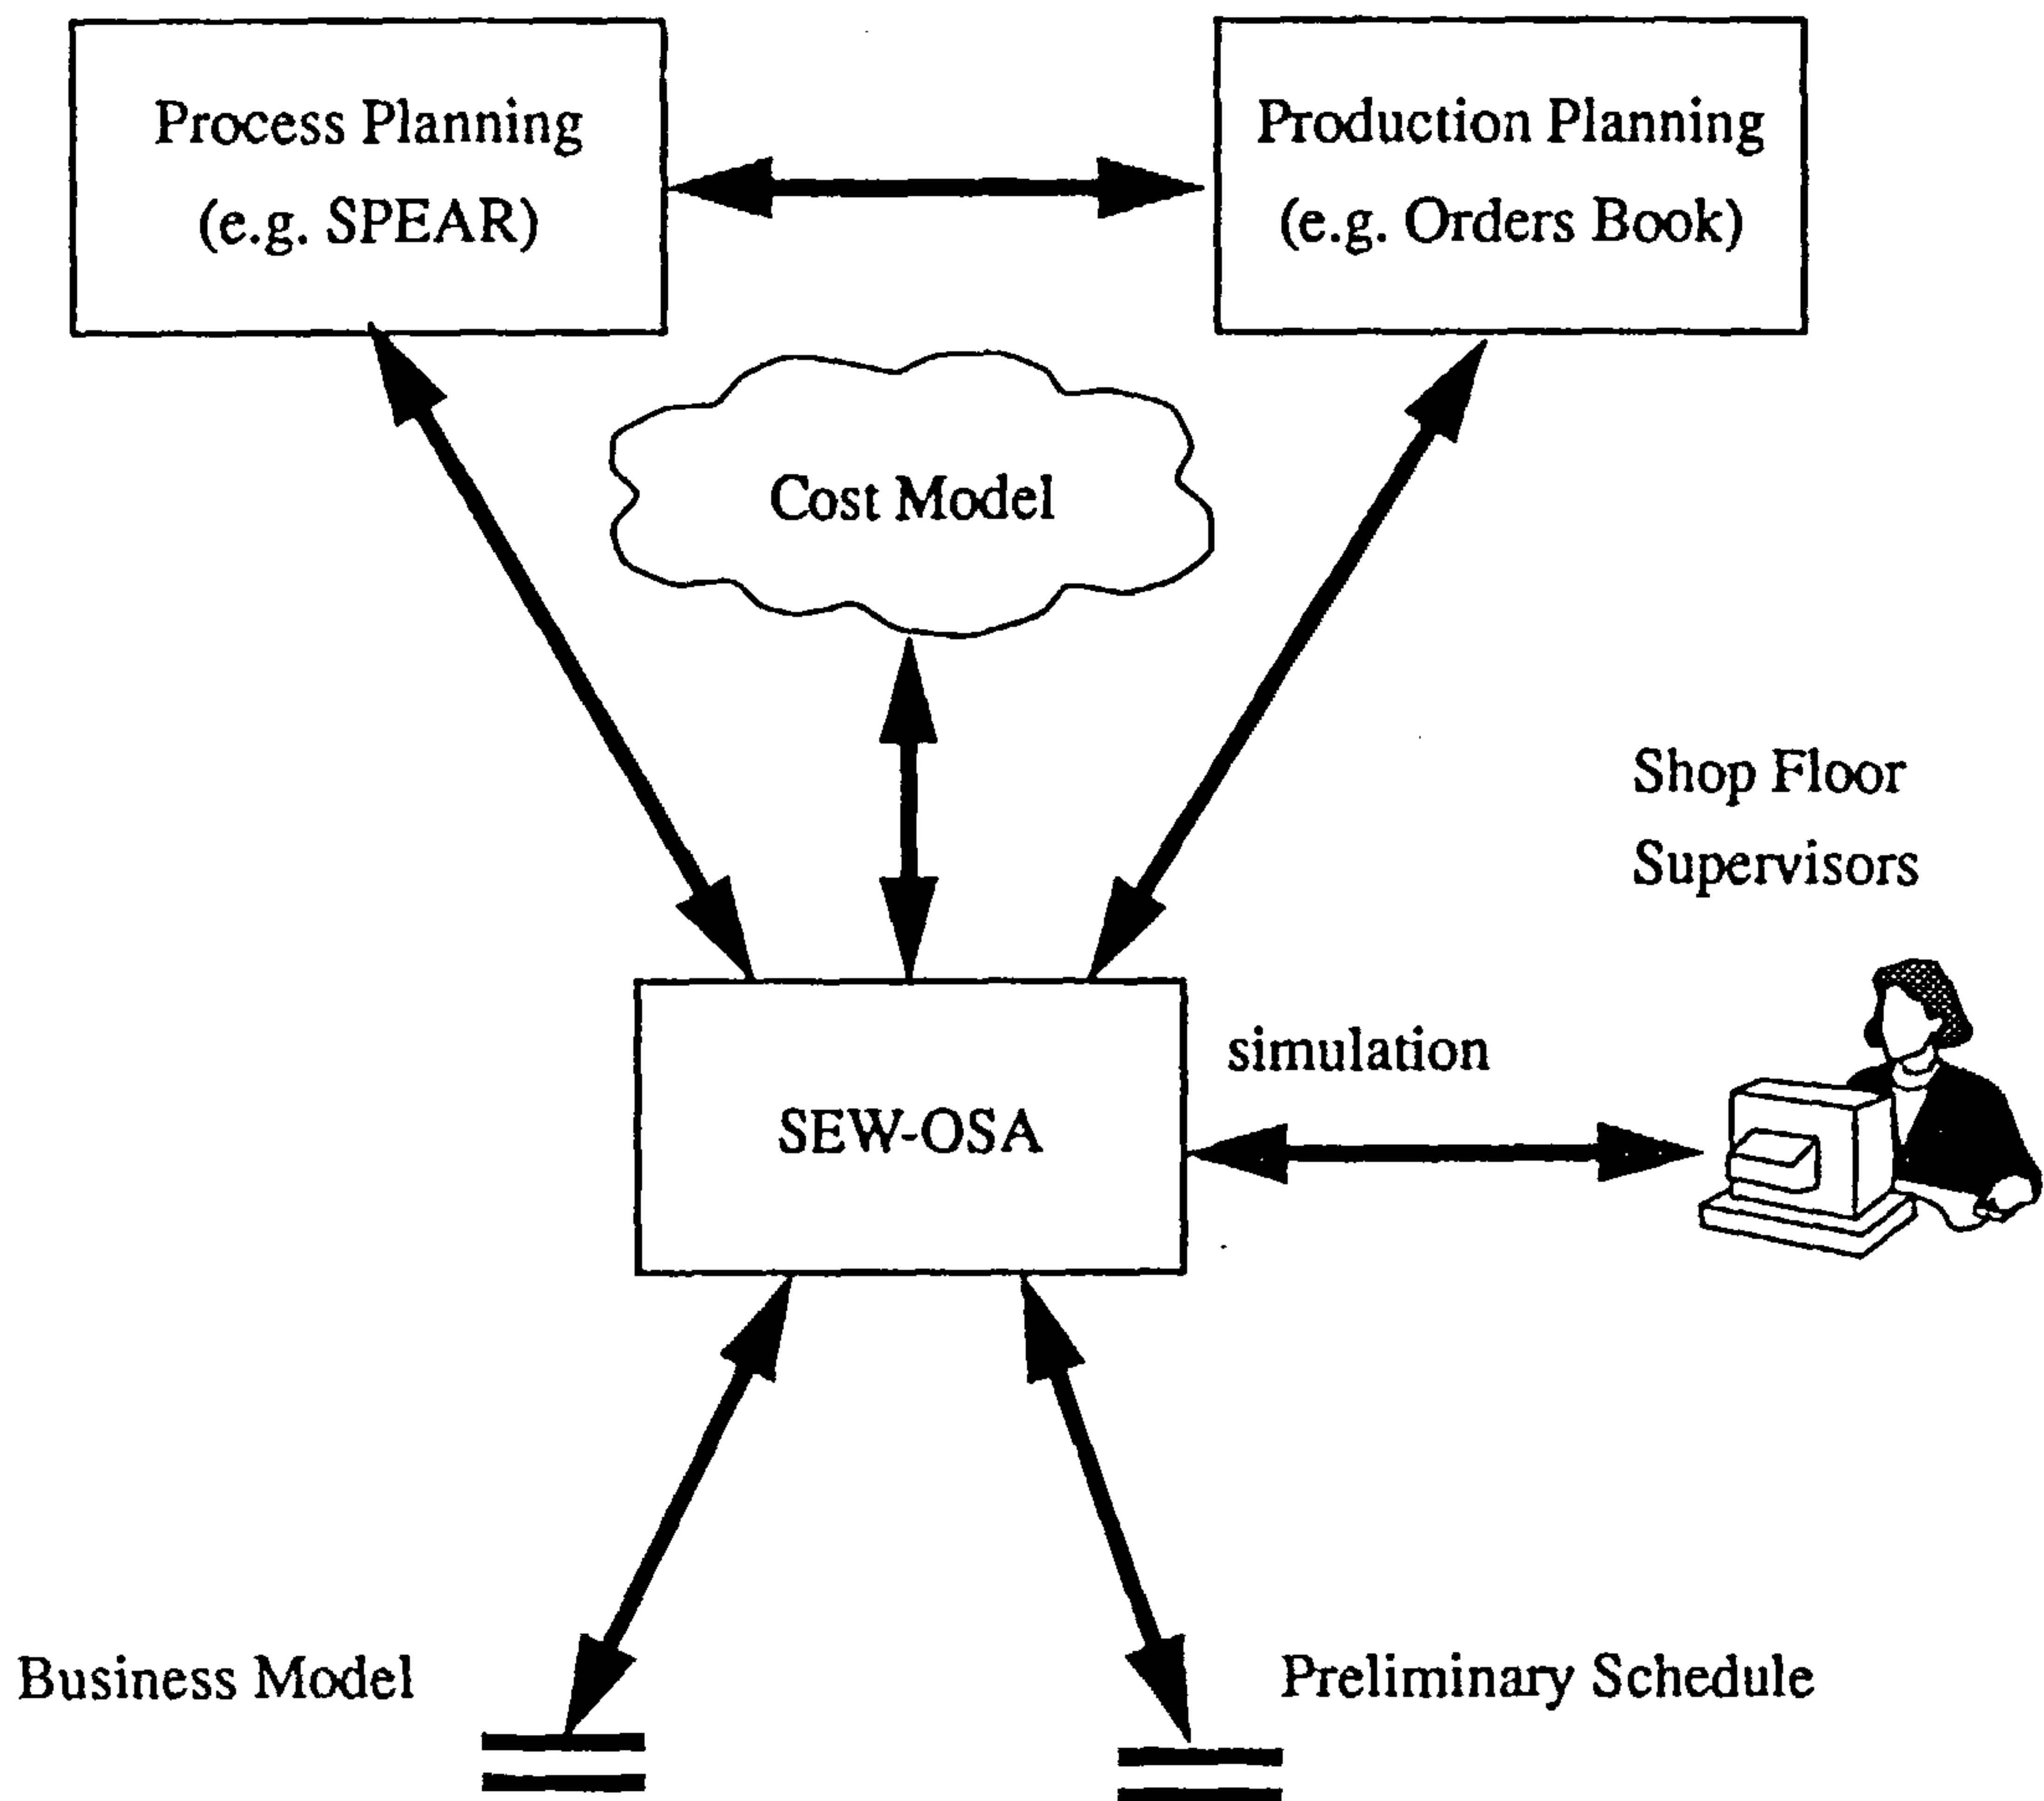 Process Planning
(e.g. SPEAR)
Production Planning
(e.g. Orders Book)
Cost Model
Shop Floor
Supervisors
simulation
SEW-OSA
Business Model
Preliminary Schedule